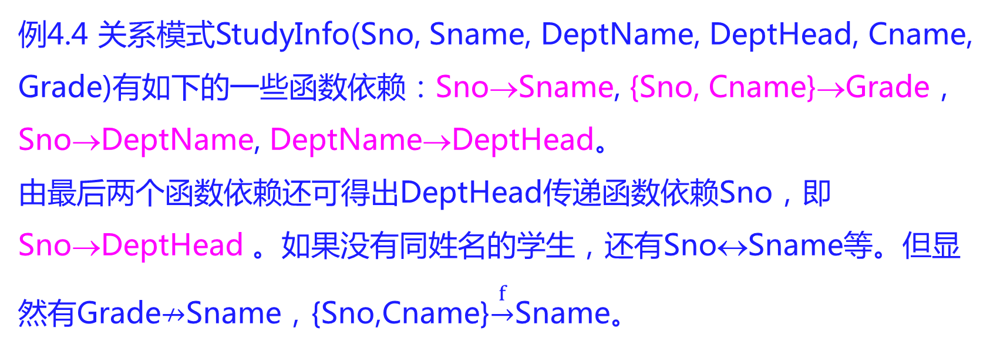 例4.4 关系模式StudyInfo(Sno, Sname, DeptName, DeptHead, Cname,
Grade)有如下的一些函数依赖：Sno→Sname, {Sno, Cname}→Grade，
Sno→DeptName, DeptName→DeptHead。
由最后两个函数依赖还可得出DeptHead传递函数依赖Sno，即
Sno→DeptHead 。如果没有同姓名的学生，还有Sno↔Sname等。但显
然有Grade↛Sname，{Sno,Cname}\overset{f}{→}Sname。